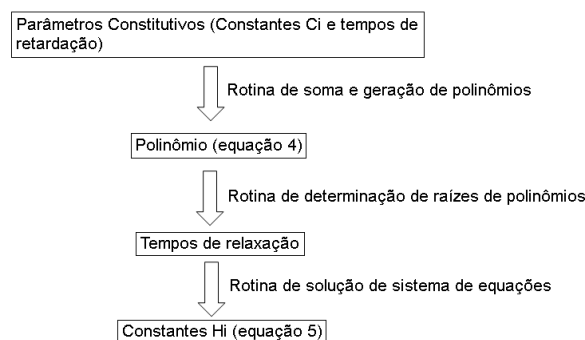 Parâmetros Constitutivos (Constantes Ci e tempos de
retardação)
Rotina de soma e geração de polinômios
Polinômio (equação 4)
Rotina de determinação de raízes de polinômios
Tempos de relaxação
Rotina de solução de sistema de equações
Constantes Hi (equação 5)